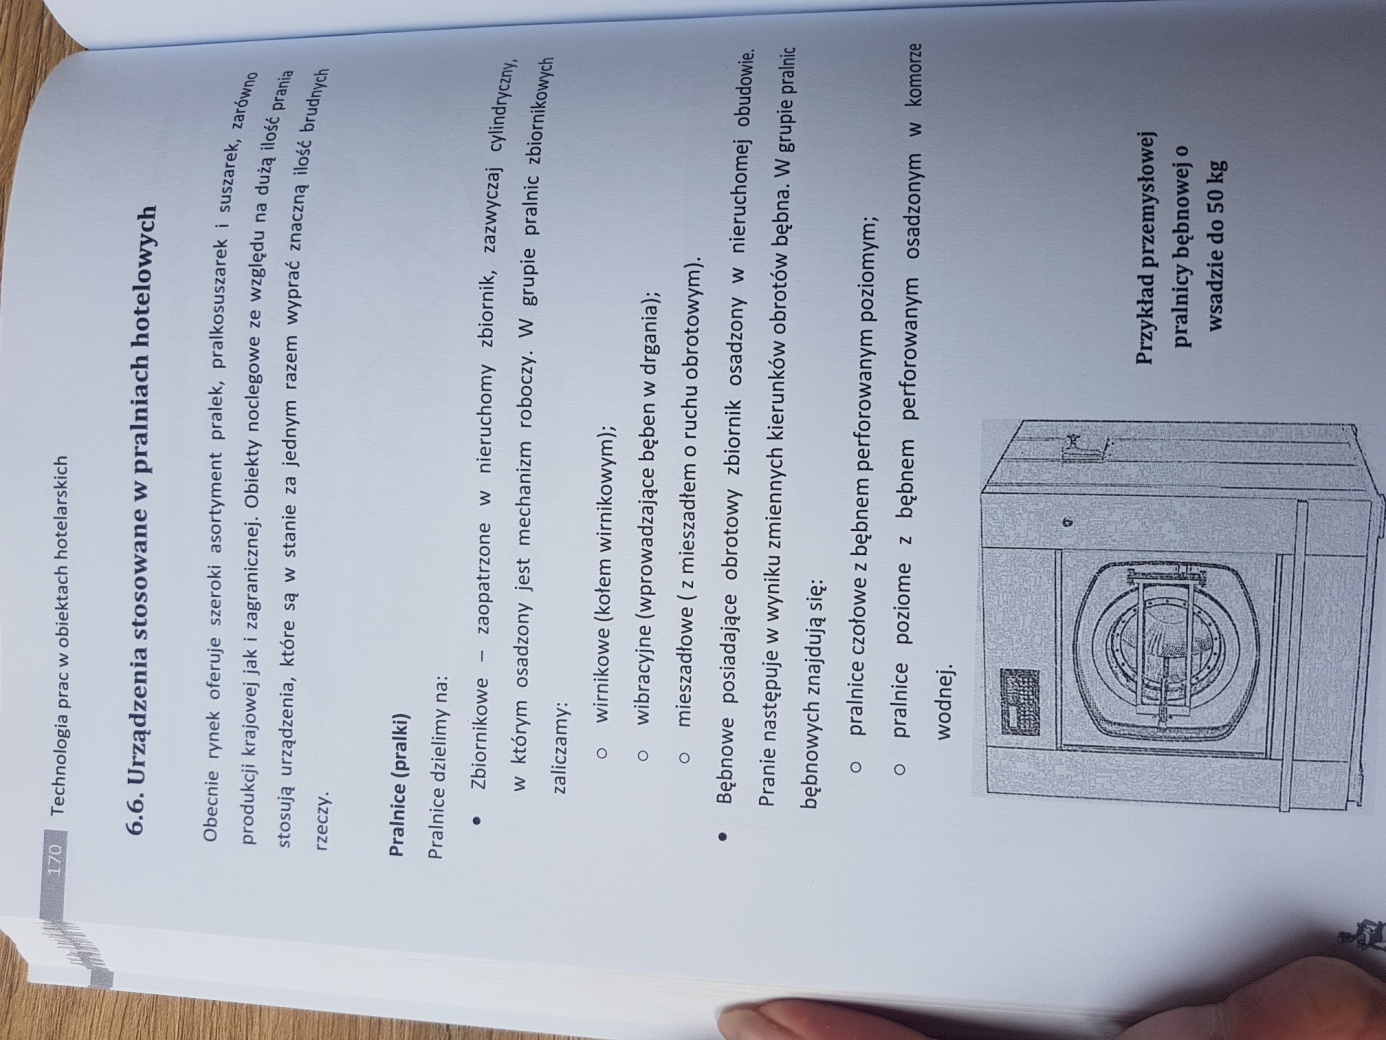 170 Technologia prac w obiektach hotelarskich
6.6. Urządzenia stosowane w pralniach hotelowych
Obecnie rynek oferuje szeroki asortyment pralek, pralkosuszarek i suszarek, zarówno
produkcji krajowej jak i zagranicznej. Obiekty noclegowe ze względu na dużą ilość prania
stosują urządzenia, które są w stanie za jednym razem wyprać znaczną ilość brudnych
rzeczy.
Pralnice (pralki)
Pralnice dzielimy na:
• Zbiornikowe – zaopatrzone w nieruchomy zbiornik, zazwyczaj cylindryczny,
w którym osadzony jest mechanizm roboczy. W grupie pralnic zbiornikowych
zaliczamy:
○ wirnikowe (kołem wirnikowym);
○ wibracyjne (wprowadzające bęben w drgania);
○ mieszadłowe ( z mieszadłem o ruchu obrotowym).
• Bębnowe posiadające obrotowy zbiornik osadzony w nieruchomej obudowie.
Pranie następuje w wyniku zmiennych kierunków obrotów bębna. W grupie pralnic
bębnowych znajdują się:
○ pralnice czołowe z bębnem perforowanym poziomym;
○ pralnice poziome z bębnem perforowanym osadzonym w komorze
wodnej.
Przykład przemysłowej
pralnicy bębnowej o
wsadzie do 50 kg